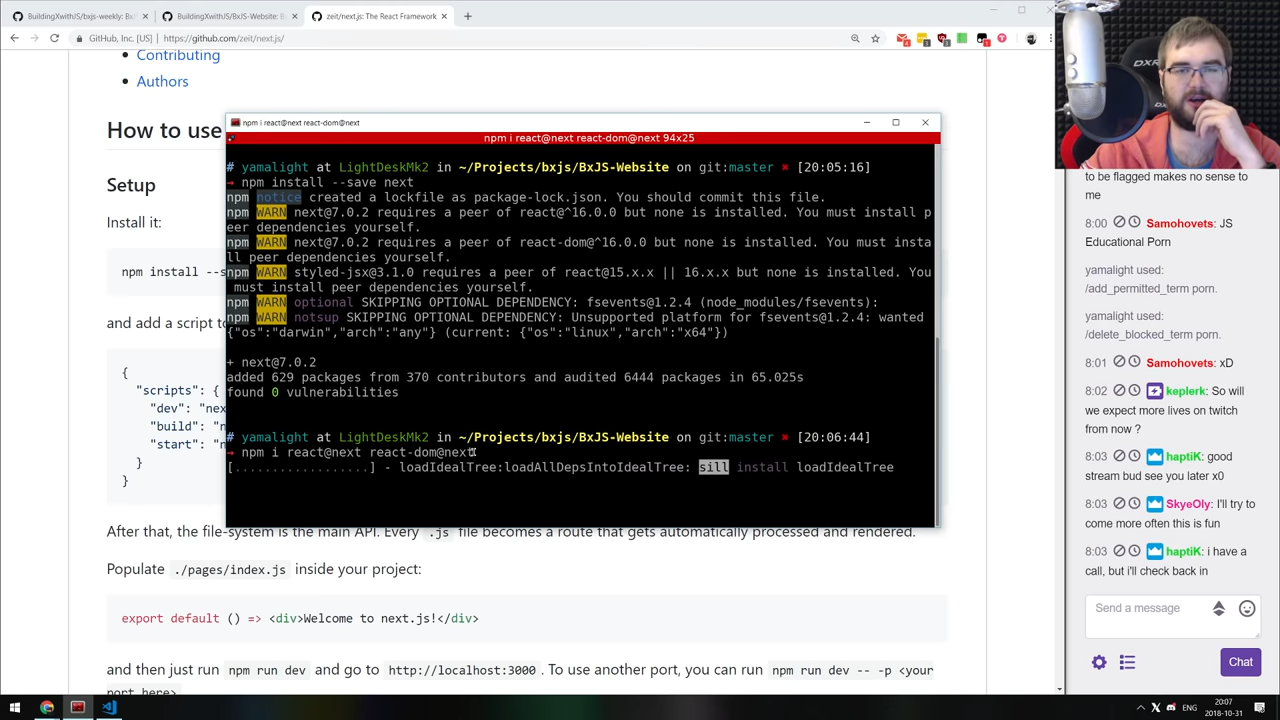 BuildingXwithJS/bxjs-weekly: BxJ
BuildingXwithJS/BxJS-Website: B
zeit/next.js: The React Framework
GitHub, Inc. [US] | https://github.com/zeit/next.js/
Contributing
Authors
How to use
Setup
Install it:
npm install --s
and add a script to
{
"scripts": {
"dev": "nex
"build": "n
"start": "n
}
}
npm i react@next react-dom@next
npm i react@next react-dom@next 94x25
# yamalight at LightDeskMk2 in ~/Projects/bxjs/BxJS-Website on git:master ✖ [20:05:16]
→ npm install --save next
npm notice created a lockfile as package-lock.json. You should commit this file.
npm WARN next@7.0.2 requires a peer of react@^16.0.0 but none is installed. You must install p
eer dependencies yourself.
npm WARN next@7.0.2 requires a peer of react-dom@^16.0.0 but none is installed. You must insta
ll peer dependencies yourself.
npm WARN styled-jsx@3.1.0 requires a peer of react@15.x.x || 16.x.x but none is installed. You
must install peer dependencies yourself.
npm WARN optional SKIPPING OPTIONAL DEPENDENCY: fsevents@1.2.4 (node_modules/fsevents):
npm WARN notsup SKIPPING OPTIONAL DEPENDENCY: Unsupported platform for fsevents@1.2.4: wanted
{"os":"darwin","arch":"any"} (current: {"os":"linux","arch":"x64"})
+ next@7.0.2
added 629 packages from 370 contributors and audited 6444 packages in 65.025s
found 0 vulnerabilities
# yamalight at LightDeskMk2 in ~/Projects/bxjs/BxJS-Website on git:master ✖ [20:06:44]
→ npm i react@next react-dom@next
[..................] - loadIdealTree:loadAllDepsIntoIdealTree: sill install loadIdealTree
After that, the file-system is the main API. Every .js file becomes a route that gets automatically processed and rendered.
Populate ./pages/index.js inside your project:
export default () => <div>Welcome to next.js!</div>
and then just run npm run dev and go to http://localhost:3000. To use another port, you can run npm run dev -- -p <your
port here>
DXR
to be flagged makes no sense to
me
8:00 Samohovets: JS
Educational Porn
yamalight used:
/add_permitted_term porn.
yamalight used:
/delete_blocked_term porn.
8:01 Samohovets: xD
8:02 keplerk: So will
we expect more lives on twitch
from now ?
8:03 haptiK: good
stream bud see you later x0
8:03 SkyeOly: I'll try to
come more often this is fun
8:03 haptiK: i have a
call, but i'll check back in
Send a message
Chat
ENG
20:07
2018-10-31